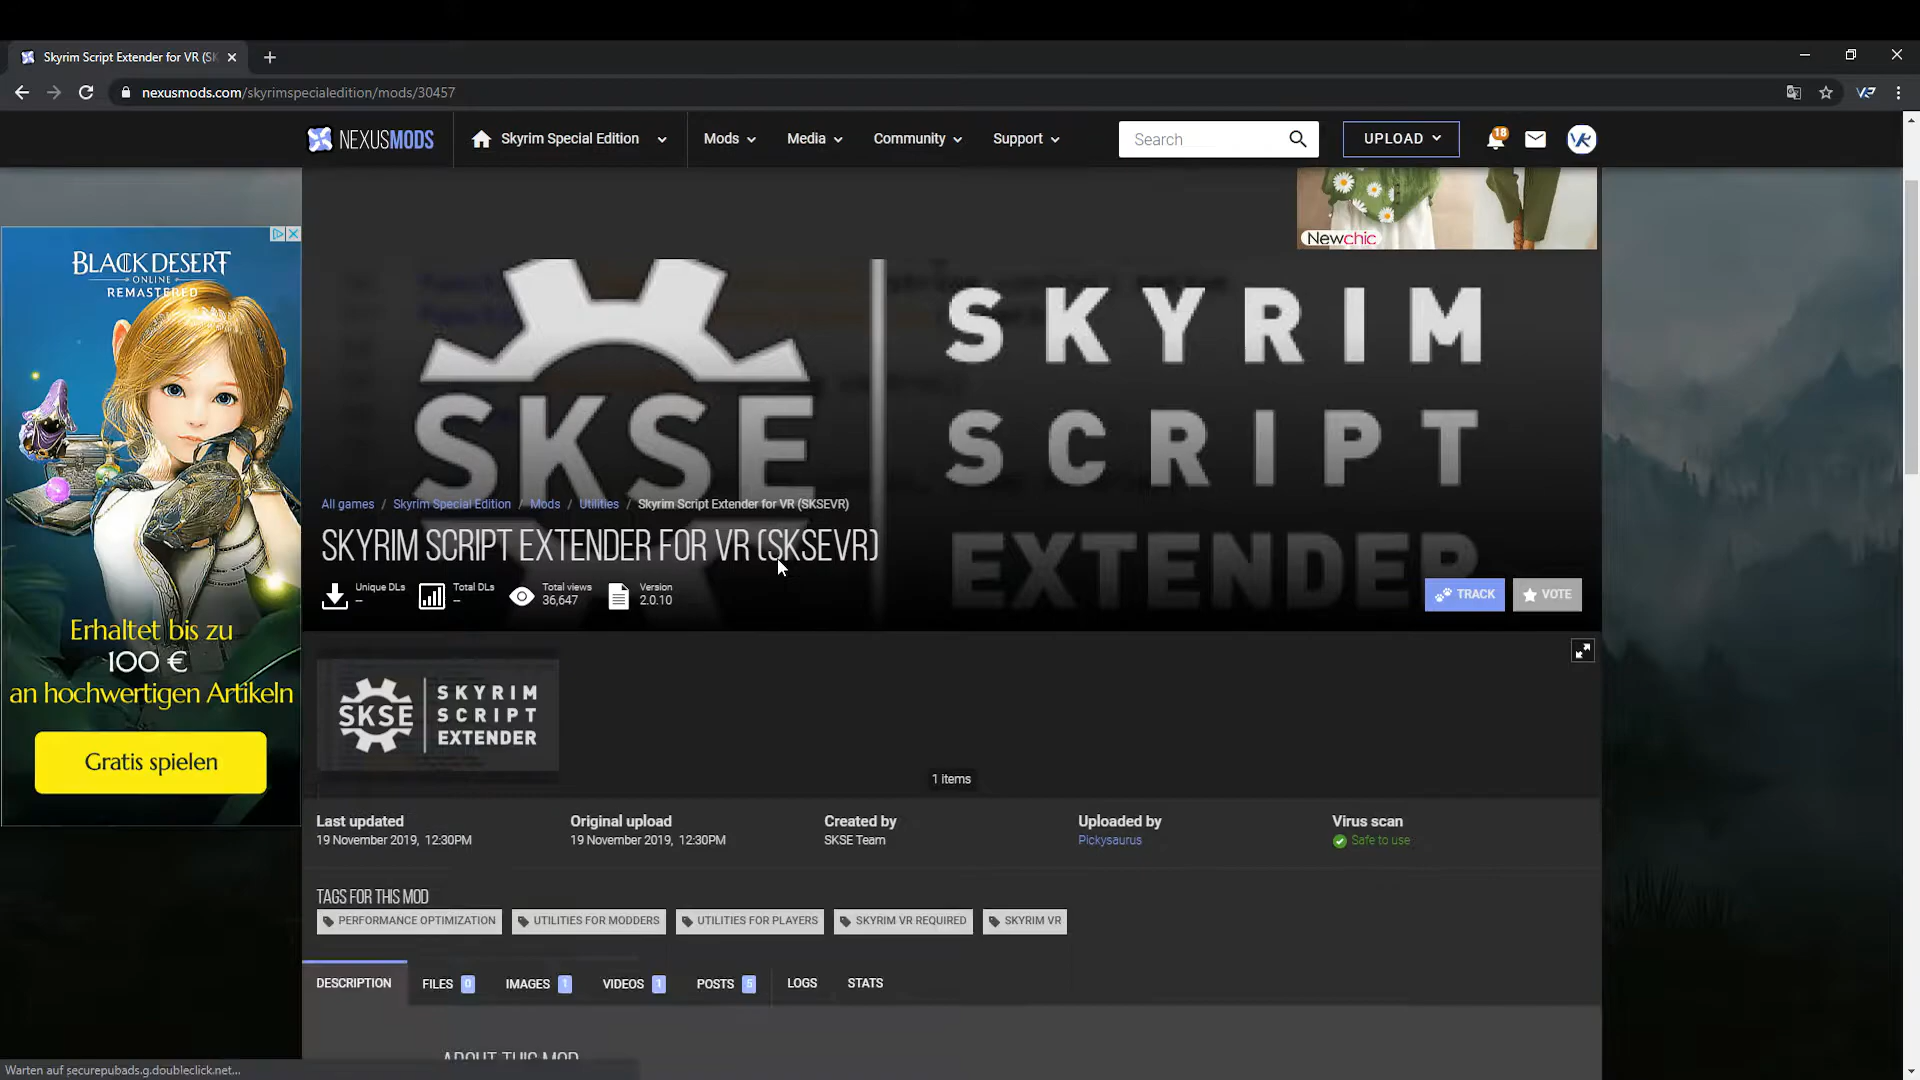 Skyrim Script Extender for VR (SK
nexusmods.com/skyrimspecialedition/mods/30457
NEXUSMODS
Skyrim Special Edition
Mods
Media
Community
Support
Search
UPLOAD
18
VR
Newchic
BLACK DESERT
ONLINE
REMASTERED
Erhaltet bis zu
100 €
an hochwertigen Artikeln
Gratis spielen
SKSE
SKYRIM
SCRIPT
EXTENDER
All games / Skyrim Special Edition / Mods / Utilities / Skyrim Script Extender for VR (SKSEVR)
SKYRIM SCRIPT EXTENDER FOR VR (SKSEVR)
Unique DLs
--
Total DLs
--
Total views
36,647
Version
2.0.10
TRACK
VOTE
SKSE
SKYRIM
SCRIPT
EXTENDER
1 items
Last updated
19 November 2019, 12:30PM
Original upload
19 November 2019, 12:30PM
Created by
SKSE Team
Uploaded by
Pickysaurus
Virus scan
Safe to use
TAGS FOR THIS MOD
PERFORMANCE OPTIMIZATION
UTILITIES FOR MODDERS
UTILITIES FOR PLAYERS
SKYRIM VR REQUIRED
SKYRIM VR
DESCRIPTION
FILES 0
IMAGES 1
VIDEOS 1
POSTS 5
LOGS
STATS
ABOUT THIS MOD
Warten auf securepubads.g.doubleclick.net...